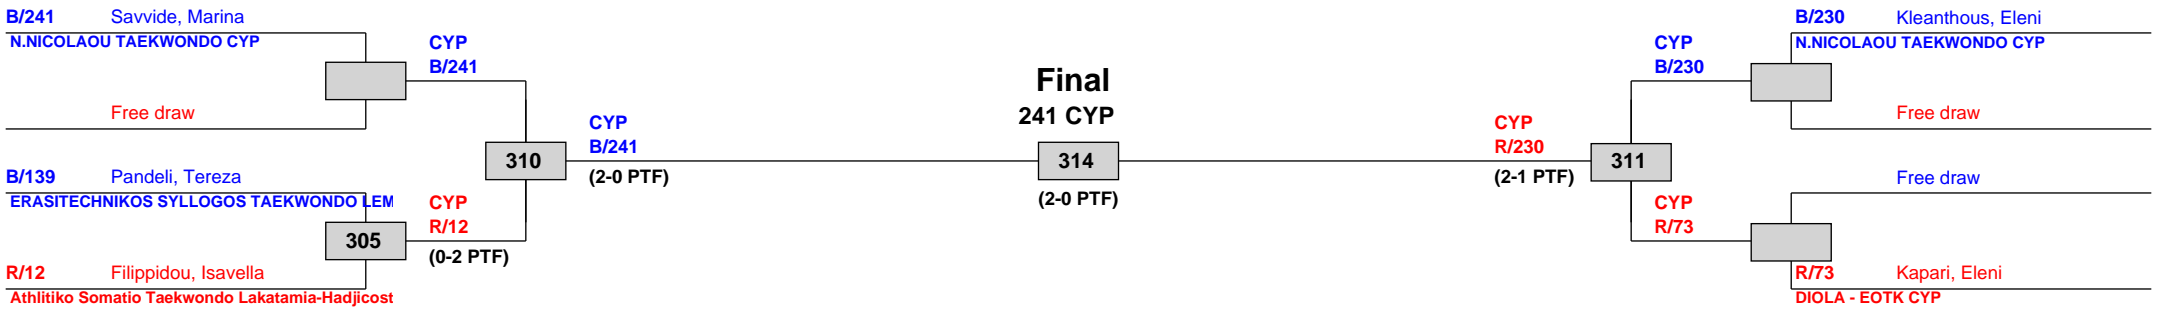 B/241 Savvide, Marina
N.NICOLAOU TAEKWONDO CYP
Free draw
B/139 Pandeli, Tereza
ERASITECHNIKOS SYLLOGOS TAEKWONDO LEM
305
R/12 Filippidou, Isavella
Athlitiko Somatio Taekwondo Lakatamia-Hadjicost
CYP
B/241
CYP
R/12
(0-2 PTF)
310
CYP
B/241
(2-0 PTF)
Final
241 CYP
314
(2-0 PTF)
CYP
R/230
(2-1 PTF)
311
CYP
B/230
CYP
R/73
B/230 Kleanthous, Eleni
N.NICOLAOU TAEKWONDO CYP
Free draw
Free draw
R/73 Kapari, Eleni
DIOLA - EOTK CYP